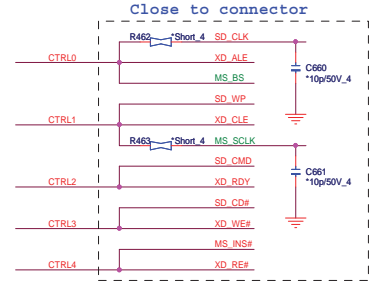 Close to connector
R462 *Short_4 SD_CLK
CTRL0 XD_ALE C660
*10p/50V_4
MS_BS
SD_WP
CTRL1 XD_CLE
R463 *Short_4 MS_SCLK
SD_CMD C661
*10p/50V_4
CTRL2 XD_RDY
SD_CD#
CTRL3 XD_WE#
MS_INS#
CTRL4 XD_RE#